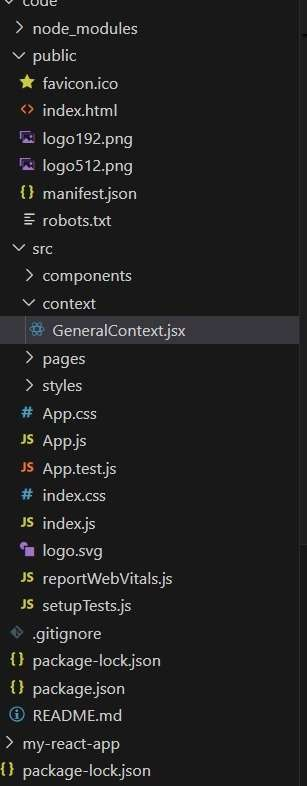 code
node_modules
public
favicon.ico
<> index.html
logo192.png
logo512.png
{} manifest.json
robots.txt
src
components
context
GeneralContext.jsx
pages
styles
# App.css
JS App.js
JS App.test.js
# index.css
JS index.js
logo.svg
JS reportWebVitals.js
JS setupTests.js
.gitignore
{} package-lock.json
{} package.json
README.md
my-react-app
{} package-lock.json